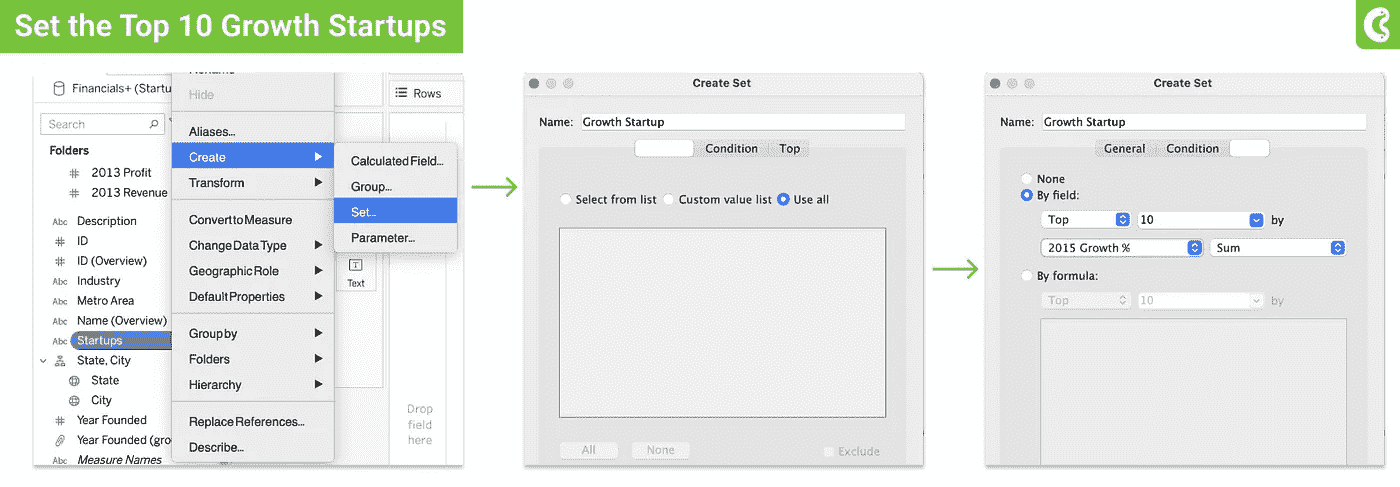 Set the Top 10 Growth Startups
Financials+ (Startu
Search
Folders
2013 Profit
2013 Revenue
Abc Description
ID
ID (Overview)
Abc Industry
Abc Metro Area
Abc Name (Overview)
Abc Startups
State, City
State
City
Year Founded
Year Founded (gro
Abc Measure Names
Hide
Aliases...
Create
Transform
Convert to Measure
Change Data Type
Geographic Role
Default Properties
Group by
Folders
Hierarchy
Replace References...
Describe...
Calculated Field...
Group...
Set...
Parameter...
Rows
Text
Drop
field
here
Create Set
Name: Growth Startup
Condition Top
Select from list Custom value list Use all
All None Exclude
Create Set
Name: Growth Startup
General Condition
None
By field:
Top 10 by
2015 Growth % Sum
By formula:
Top 10 by